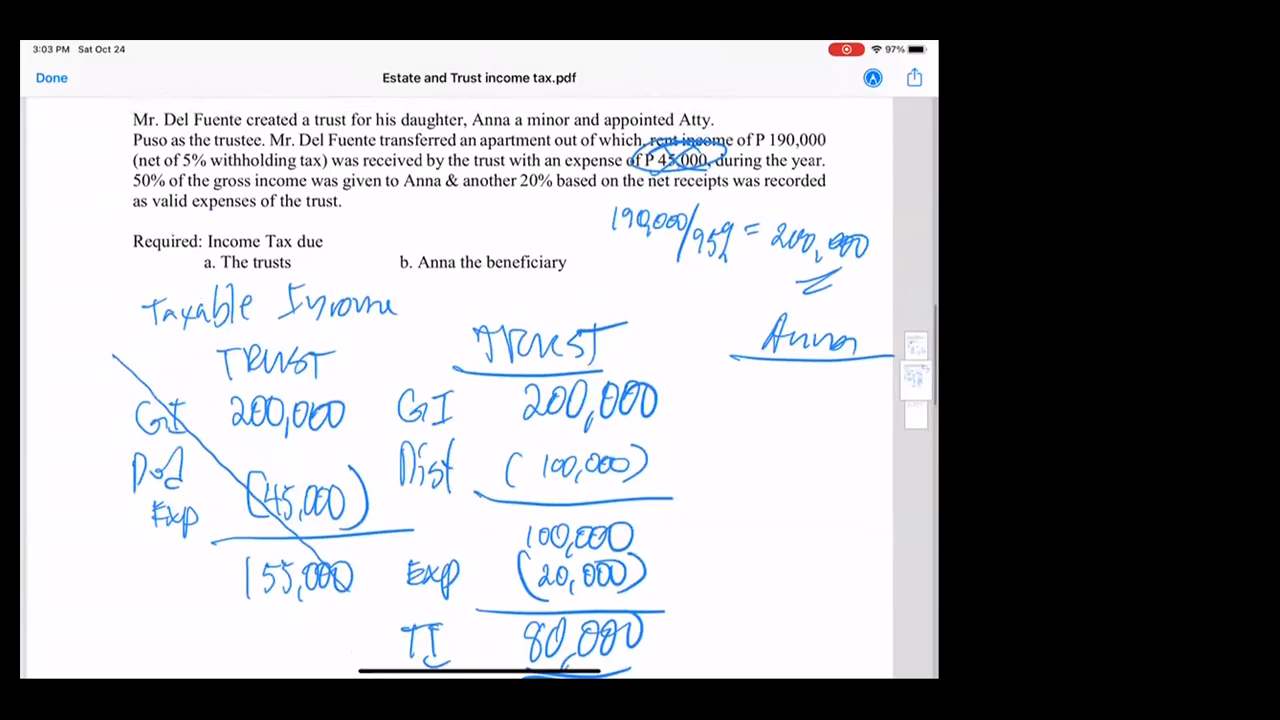 3:03 PM Sat Oct 24
97%
Done
Estate and Trust income tax.pdf
Mr. Del Fuente created a trust for his daughter, Anna a minor and appointed Atty.
Puso as the trustee. Mr. Del Fuente transferred an apartment out of which, rent income of P 190,000
(net of 5% withholding tax) was received by the trust with an expense of P 45,000, during the year.
50% of the gross income was given to Anna & another 20% based on the net receipts was recorded
as valid expenses of the trust.
190,000/95% = 200,000
Required: Income Tax due
a. The trusts b. Anna the beneficiary
Taxable Income
TRUST
GI 200,000
Ded
Exp (45,000)
155,000
TRUST
GI 200,000
Dist (100,000)
100,000
Exp (20,000)
TI 80,000
Anna